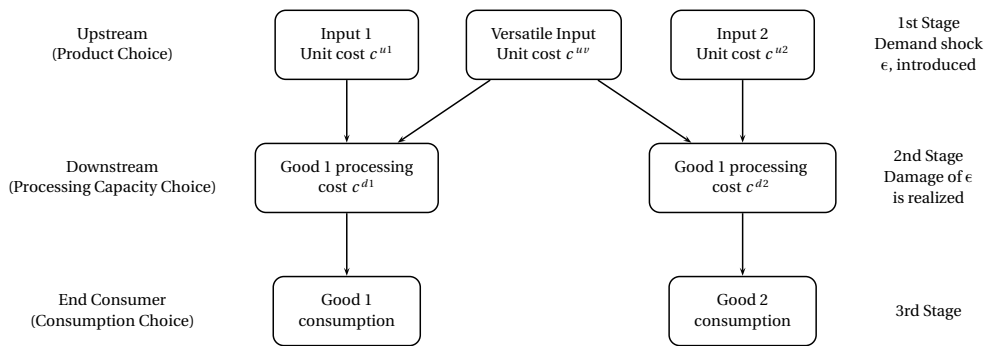 Upstream
(Product Choice)
Input 1
Unit cost c^{u1}
Versatile Input
Unit cost c^{uv}
Input 2
Unit cost c^{u2}
1st Stage
Demand shock
ϵ, introduced
Downstream
(Processing Capacity Choice)
Good 1 processing
cost c^{d1}
Good 1 processing
cost c^{d2}
2nd Stage
Damage of ϵ
is realized
End Consumer
(Consumption Choice)
Good 1
consumption
Good 2
consumption
3rd Stage